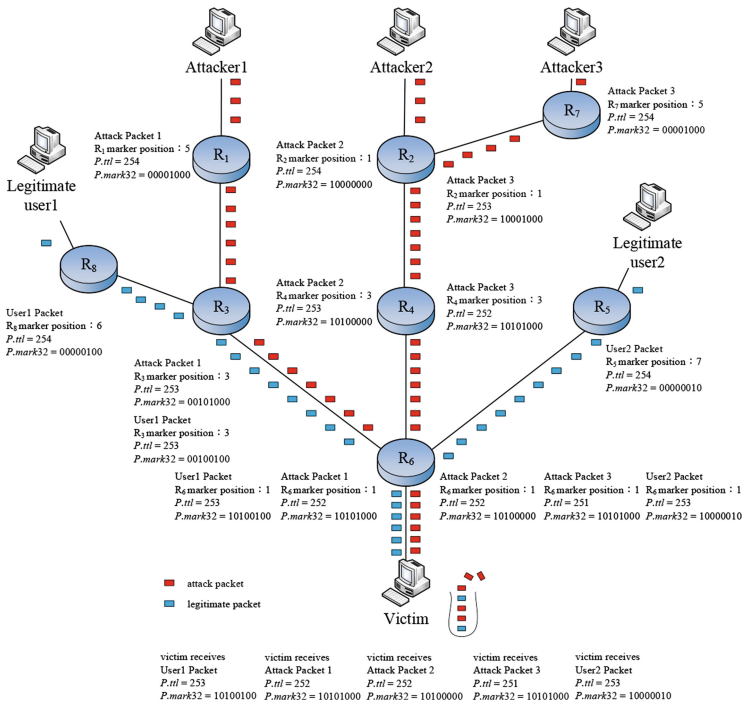 Attacker1
Attacker2
Attacker3
Attack Packet 3
R7 marker position：5
P.ttl = 254
P.mark32 = 00001000
R7
Attack Packet 1
R1 marker position：5
P.ttl = 254
P.mark32 = 00001000
R1
Attack Packet 2
R2 marker position：1
P.ttl = 254
P.mark32 = 10000000
R2
Attack Packet 3
R2 marker position：1
P.ttl = 253
P.mark32 = 10001000
Legitimate
user1
Legitimate
user2
R8
User1 Packet
R8 marker position：6
P.ttl = 254
P.mark32 = 00000100
R3
Attack Packet 2
R4 marker position：3
P.ttl = 253
P.mark32 = 10100000
R4
Attack Packet 3
R4 marker position：3
P.ttl = 252
P.mark32 = 10101000
R5
User2 Packet
R5 marker position：7
P.ttl = 254
P.mark32 = 00000010
Attack Packet 1
R3 marker position：3
P.ttl = 253
P.mark32 = 00101000
User1 Packet
R3 marker position：3
P.ttl = 253
P.mark32 = 00100100
R6
User1 Packet
R6 marker position：1
P.ttl = 253
P.mark32 = 10100100
Attack Packet 1
R6 marker position：1
P.ttl = 252
P.mark32 = 10101000
Attack Packet 2
R6 marker position：1
P.ttl = 252
P.mark32 = 10100000
Attack Packet 3
R6 marker position：1
P.ttl = 251
P.mark32 = 10101000
User2 Packet
R6 marker position：1
P.ttl = 253
P.mark32 = 10000010
attack packet
legitimate packet
Victim
victim receives
User1 Packet
P.ttl = 253
P.mark32 = 10100100
victim receives
Attack Packet 1
P.ttl = 252
P.mark32 = 10101000
victim receives
Attack Packet 2
P.ttl = 252
P.mark32 = 10100000
victim receives
Attack Packet 3
P.ttl = 251
P.mark32 = 10101000
victim receives
User2 Packet
P.ttl = 253
P.mark32 = 10000010